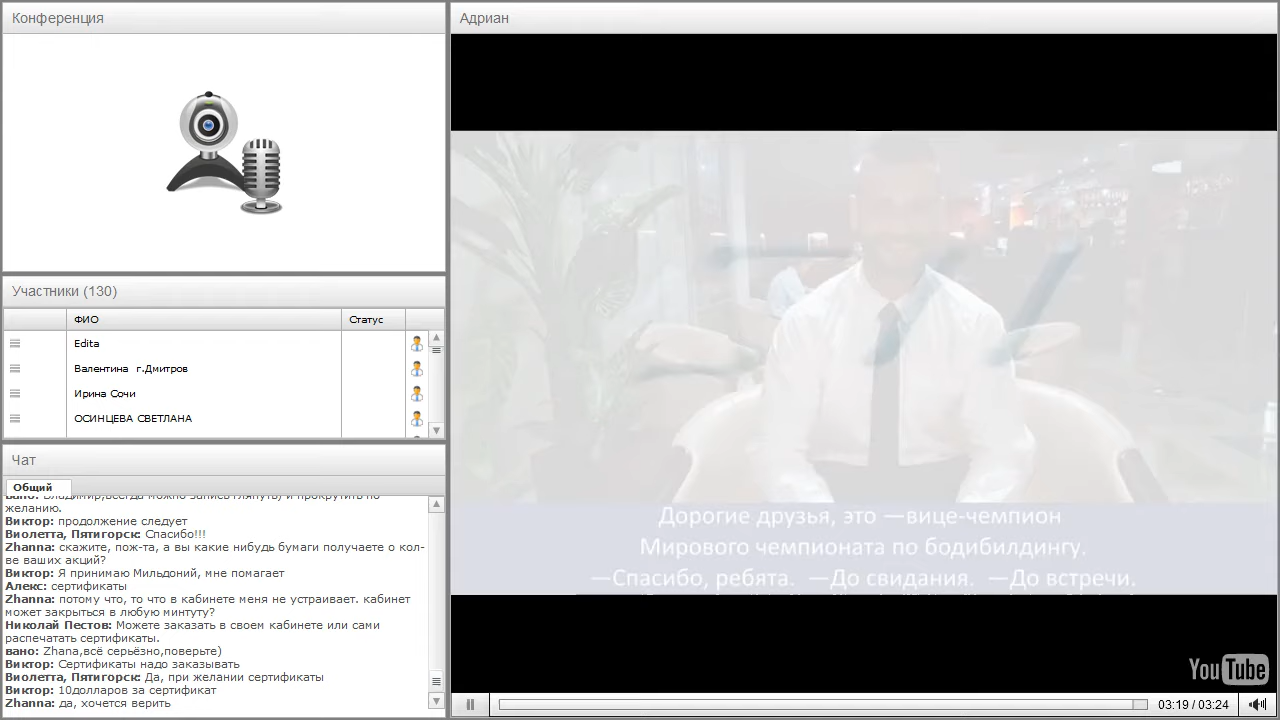 Конференция
Адриан
Участники (130)
ФИО
Статус
Edita
Валентина г.Дмитров
Ирина Сочи
ОСИНЦЕВА СВЕТЛАНА
Чат
Общий
желанию.
Виктор: продолжение следует
Виолетта, Пятигорск: Спасибо!!!
Zhanna: скажите, пож-та, а вы какие нибудь бумаги получаете о кол-
ве ваших акций?
Виктор: Я принимаю Мильдоний, мне помагает
Алекс: сертификаты
Zhanna: потому что, то что в кабинете меня не устраивает. кабинет
может закрыться в любую минтуту?
Николай Пестов: Можете заказать в своем кабинете или сами
распечатать сертификаты.
вано: Zhana,всё серьёзно,поверьте)
Виктор: Сертификаты надо заказывать
Виолетта, Пятигорск: Да, при желании сертификаты
Виктор: 10долларов за сертификат
Zhanna: да, хочется верить
Дорогие друзья, это —вице-чемпион
Мирового чемпионата по бодибилдингу.
—Спасибо, ребята. —До свидания. —До встречи.
YouTube
03:19 / 03:24